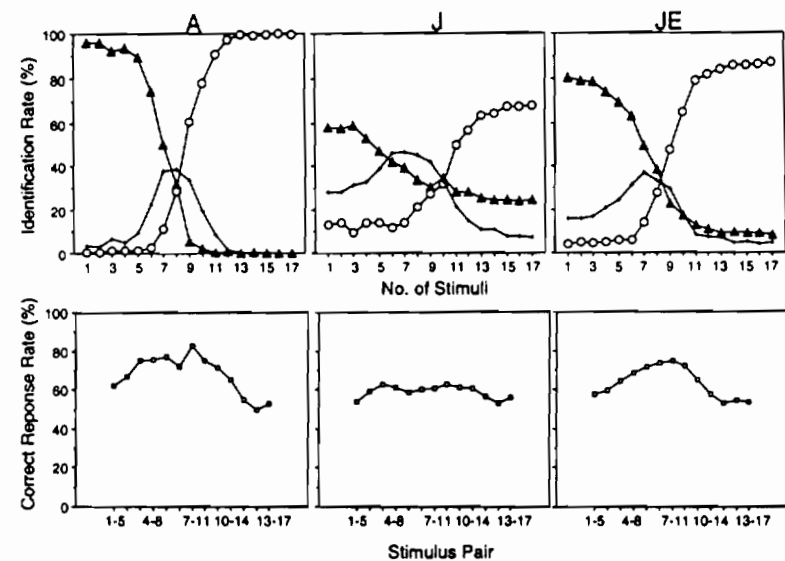 A J JE
Identification Rate (%)
100
80
60
40
20
0
1 3 5 7 9 11 13 15 17
1 3 5 7 9 11 13 15 17
1 3 5 7 9 11 13 15 17
No. of Stimuli
Correct Reponse Rate (%)
100
80
60
40
20
0
1-5 4-8 7-11 10-14 13-17
1-5 4-8 7-11 10-14 13-17
1-5 4-8 7-11 10-14 13-17
Stimulus Pair